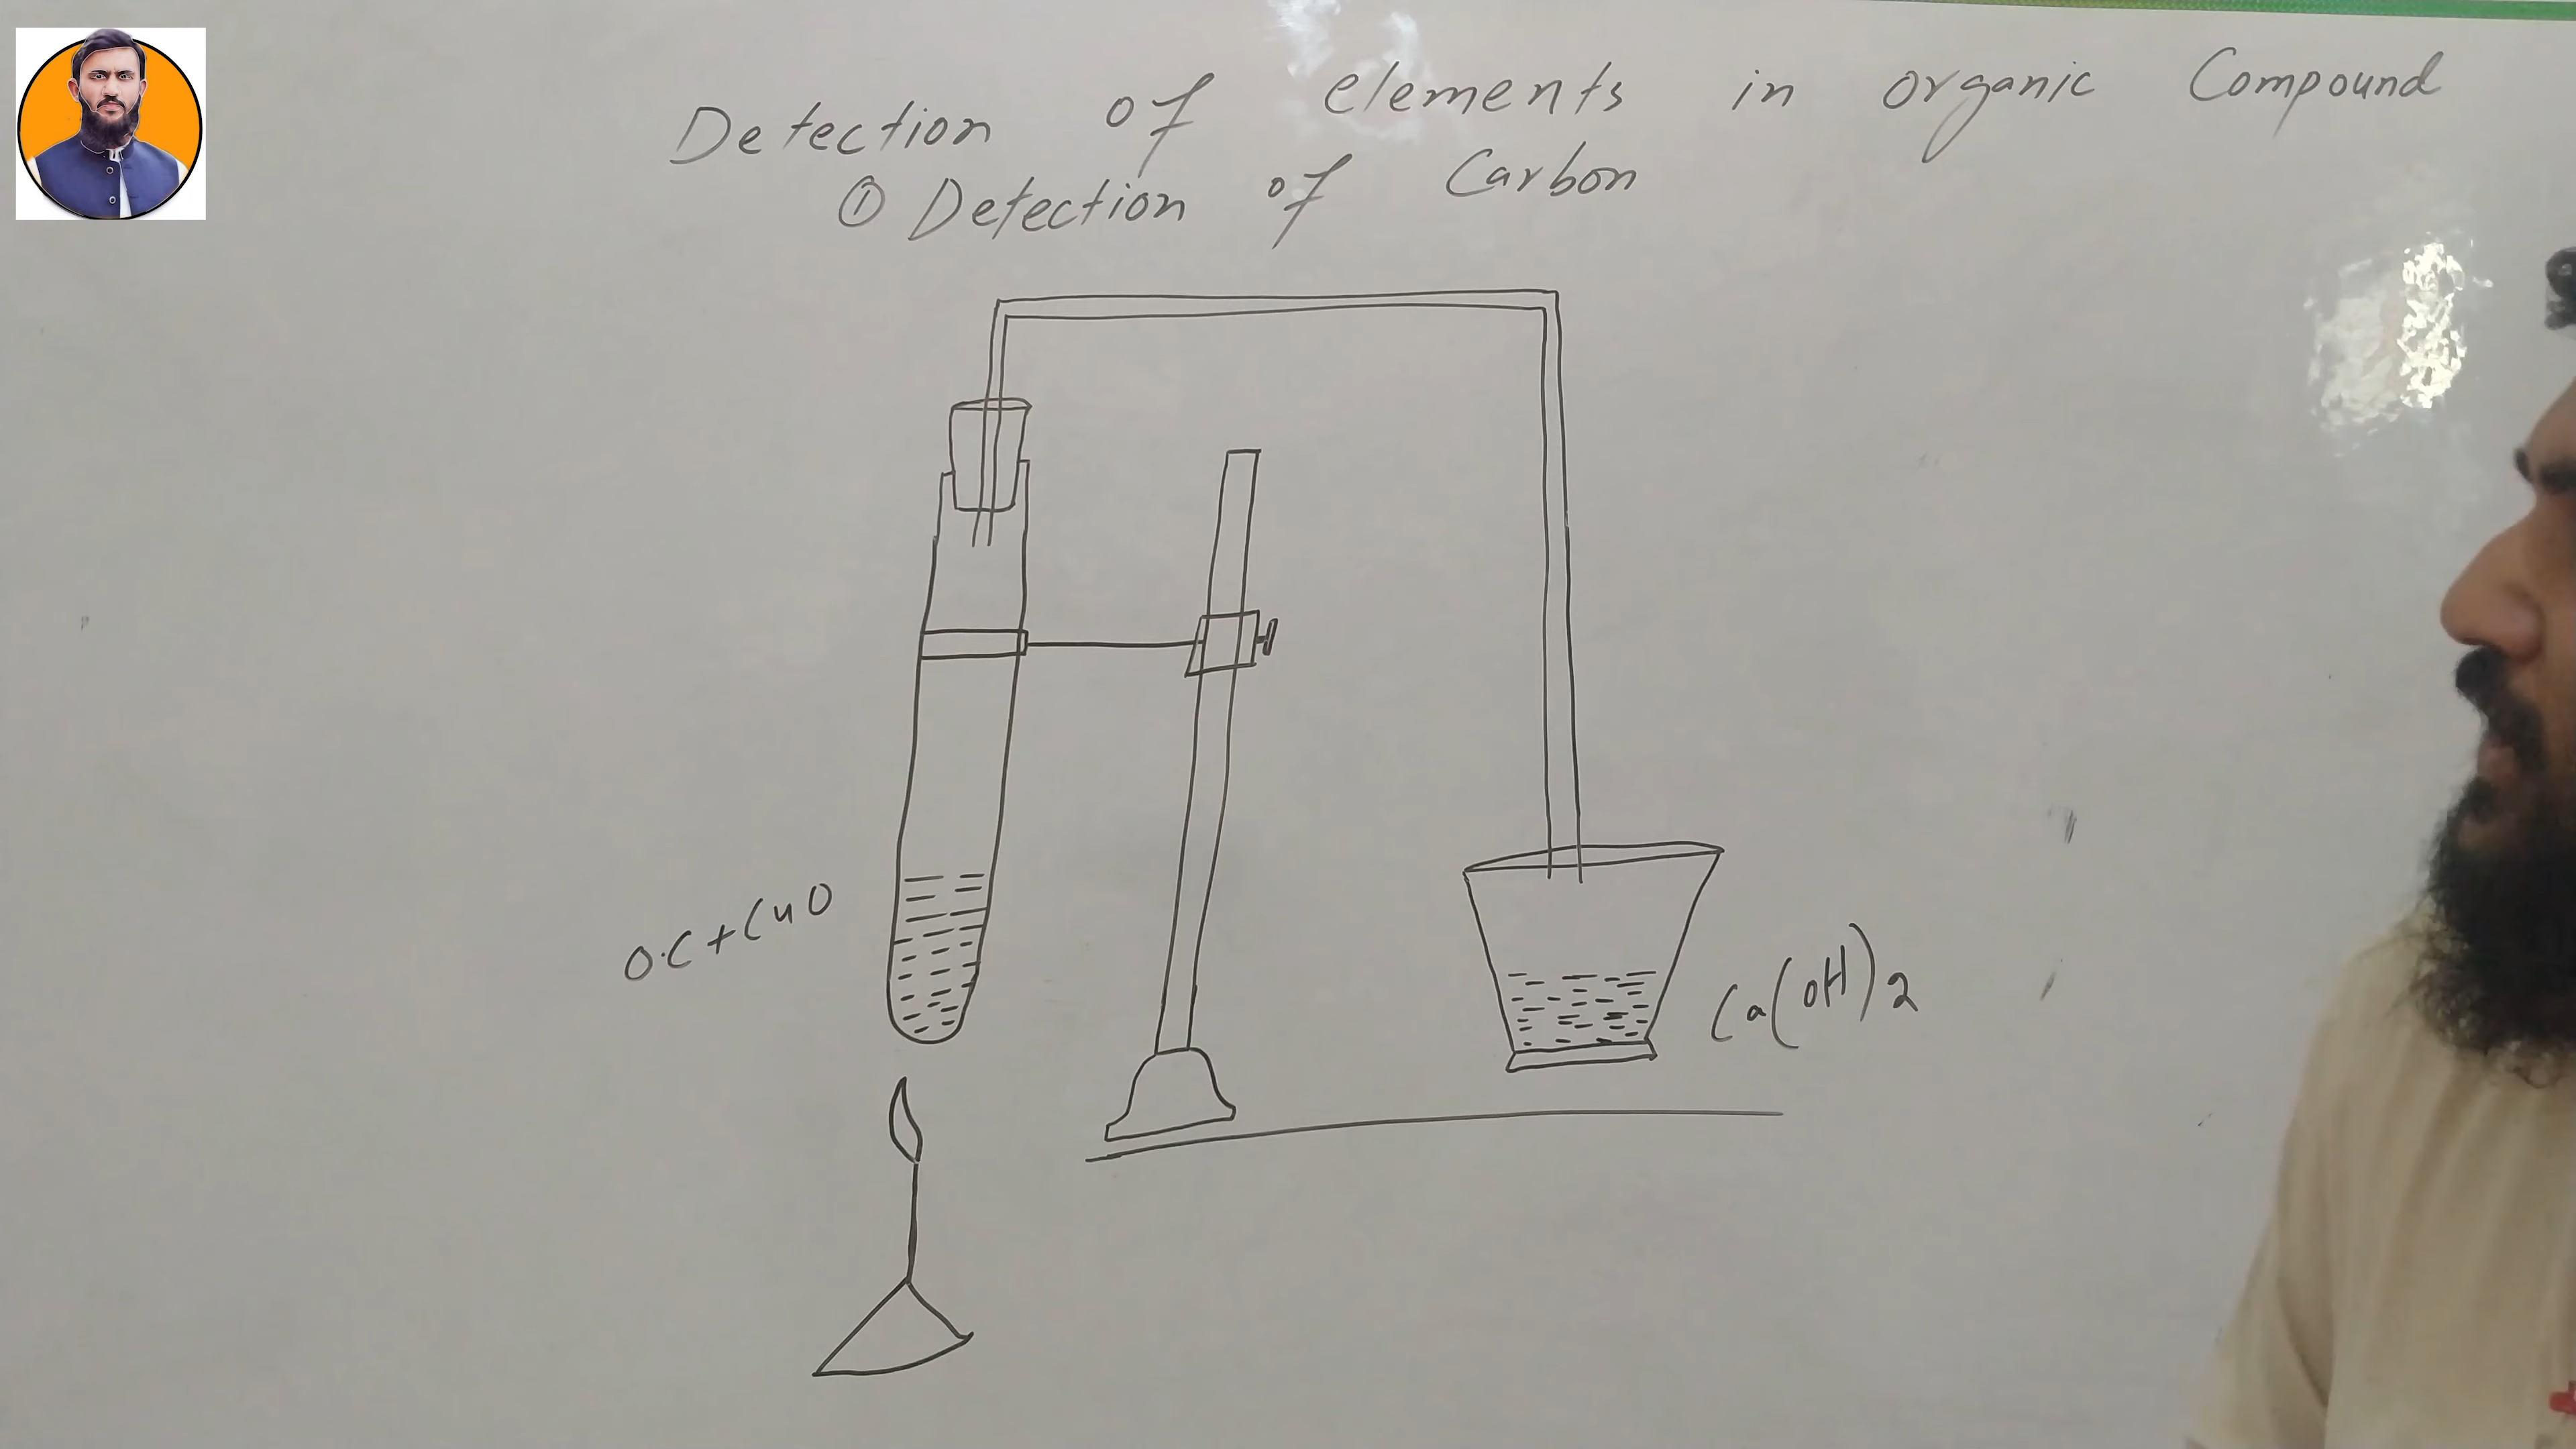 Detection of elements in organic Compound
① Detection of Carbon
O.C + CuO
Ca(OH)2